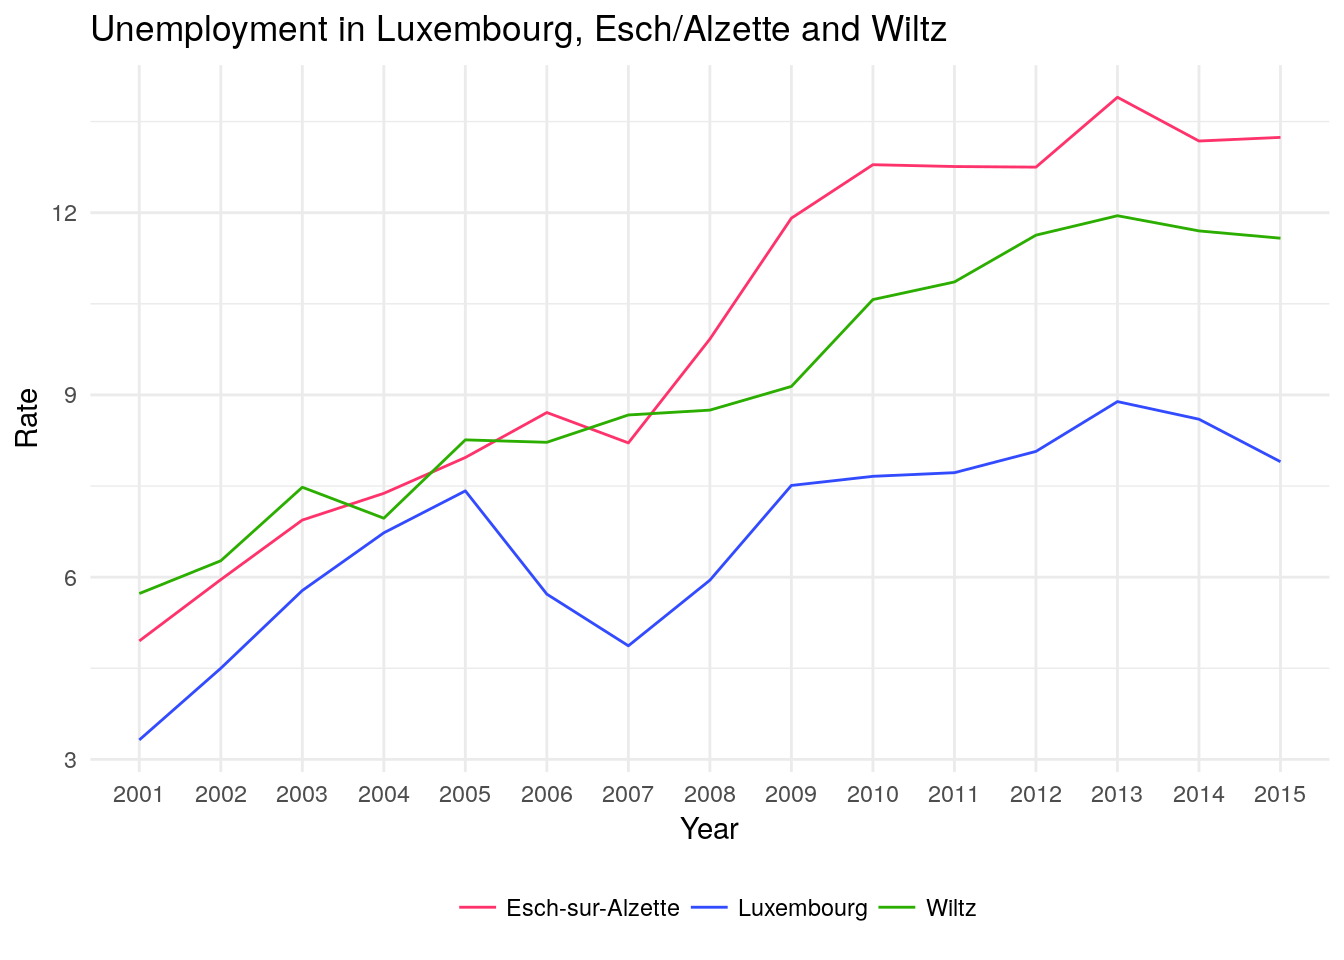 Unemployment in Luxembourg, Esch/Alzette and Wiltz
Rate
12
9
6
3
2001 2002 2003 2004 2005 2006 2007 2008 2009 2010 2011 2012 2013 2014 2015
Year
Esch-sur-Alzette Luxembourg Wiltz